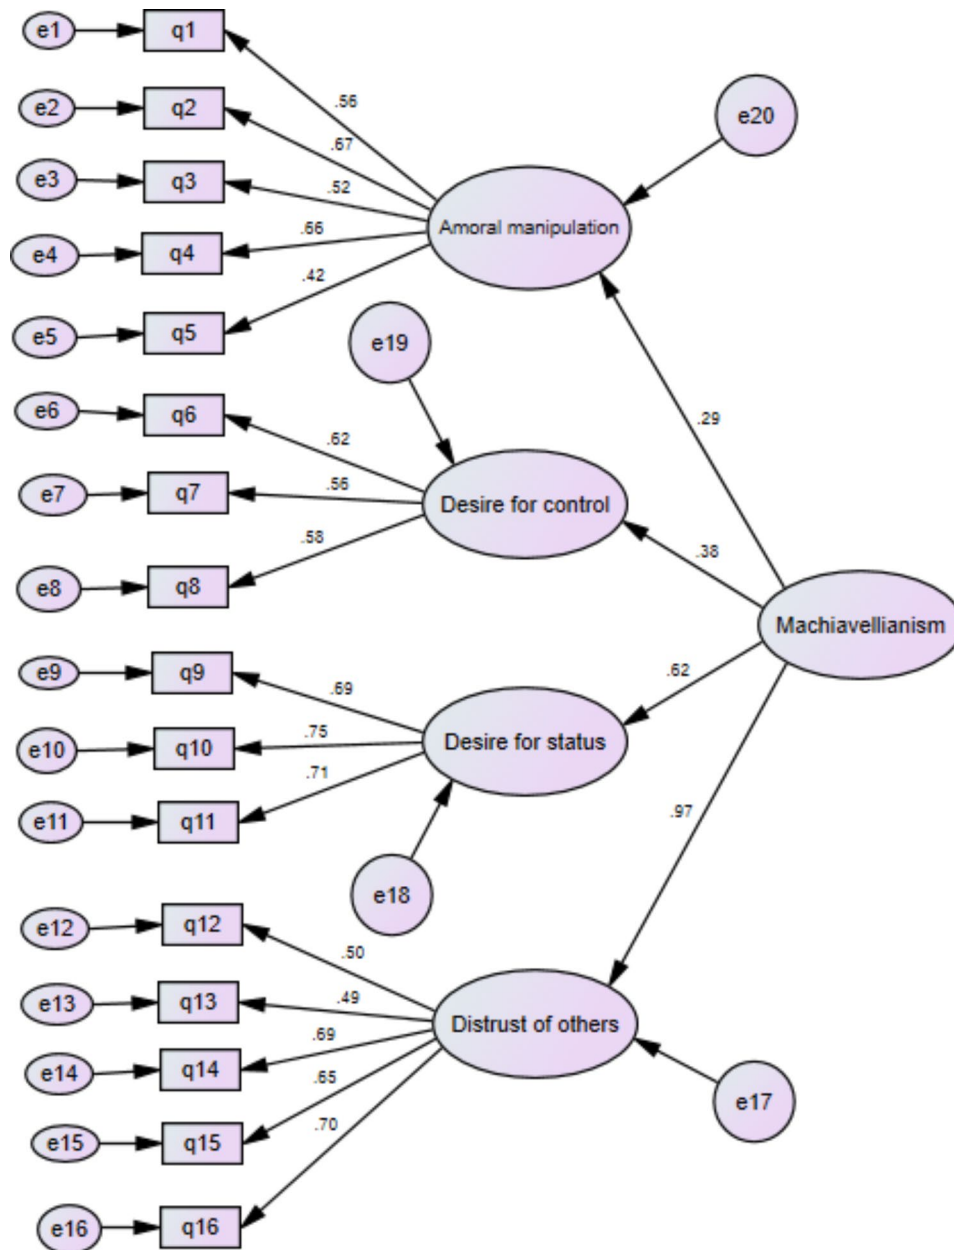 e1 q1
.56
e20
e2 q2
.67
e3 q3
.52
Amoral manipulation
e4 q4
.66
.42
e5 q5
e19
e6 q6
.62
.29
e7 q7
.56
Desire for control
.58
.38
e8 q8
Machiavellianism
e9 q9
.69
.62
e10 q10
.75
Desire for status
.71
e11 q11
.97
e18
e12 q12
.50
e13 q13
.49
Distrust of others
.69
e14 q14
.65
e17
e15 q15
.70
e16 q16